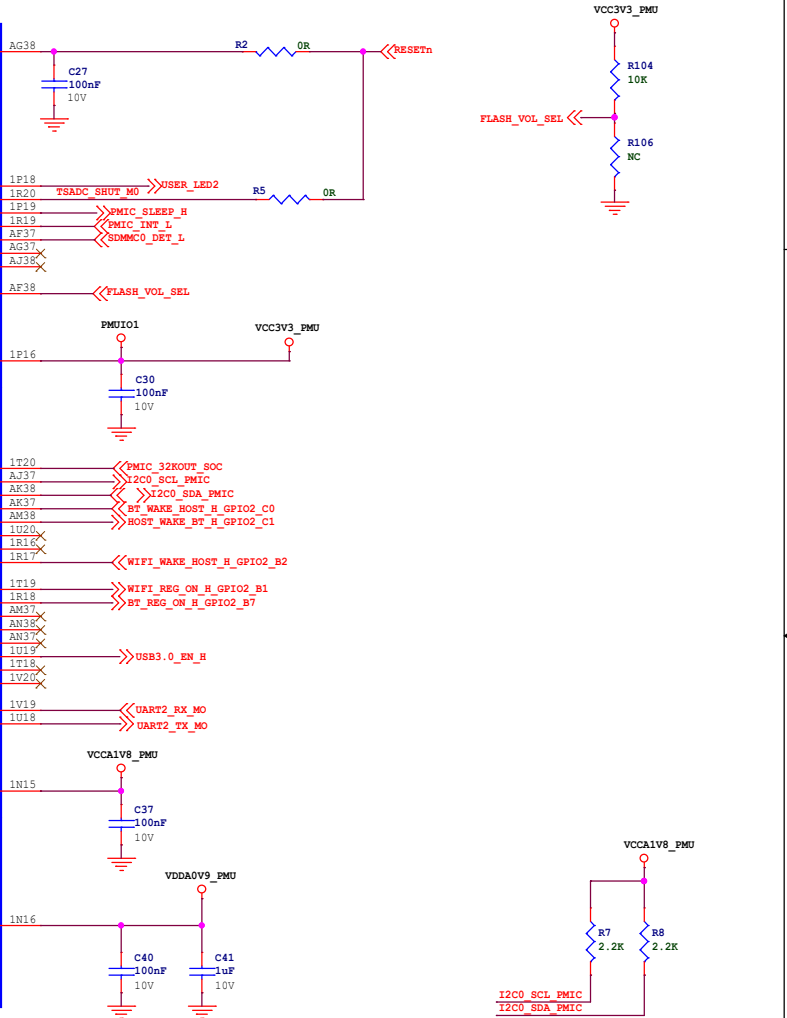 VCC3V3_PMU
AG38
R2
0R
RESETn
C27
100nF
10V
R104
10K
FLASH_VOL_SEL
R106
NC
1P18
USER_LED2
1R20
TSADC_SHUT_M0
R5
0R
1P19
PMIC_SLEEP_H
1R19
PMIC_INT_L
AF37
SDMMC0_DET_L
AG37
AJ38
AF38
FLASH_VOL_SEL
PMUIO1
VCC3V3_PMU
1P16
C30
100nF
10V
1T20
PMIC_32KOUT_SOC
AJ37
I2C0_SCL_PMIC
AK38
I2C0_SDA_PMIC
AK37
BT_WAKE_HOST_H_GPIO2_C0
AM38
HOST_WAKE_BT_H_GPIO2_C1
1U20
1R16
1R17
WIFI_WAKE_HOST_H_GPIO2_B2
1T19
WIFI_REG_ON_H_GPIO2_B1
1R18
BT_REG_ON_H_GPIO2_B7
AM37
AN38
AN37
1U19
USB3.0_EN_H
1T18
1V20
1V19
UART2_RX_MO
1U18
UART2_TX_MO
VCCA1V8_PMU
1N15
C37
100nF
10V
VDDA0V9_PMU
1N16
C40
100nF
10V
C41
1uF
10V
VCCA1V8_PMU
R7
2.2K
R8
2.2K
I2C0_SCL_PMIC
I2C0_SDA_PMIC